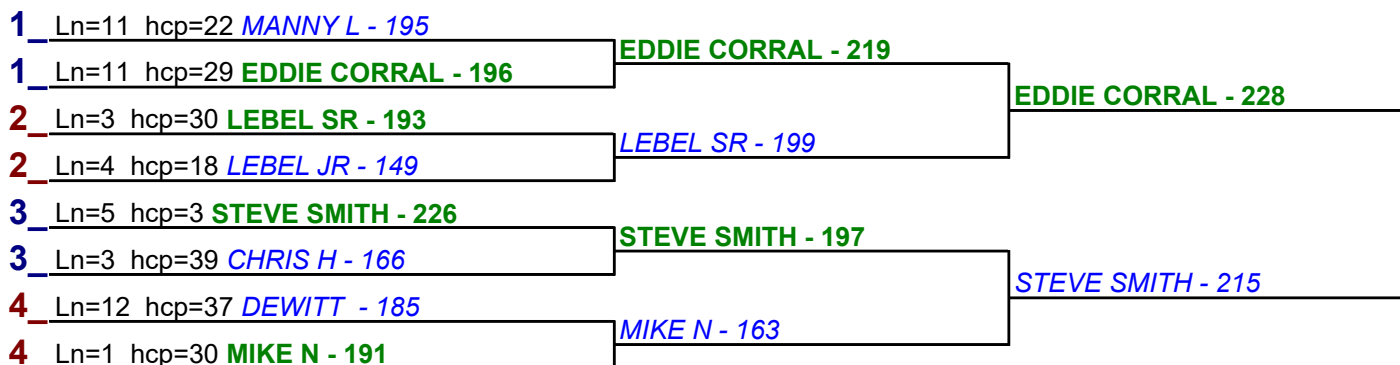 1_ Ln=11 hcp=22 MANNY L - 195
EDDIE CORRAL - 219
1_ Ln=11 hcp=29 EDDIE CORRAL - 196
EDDIE CORRAL - 228
2_ Ln=3 hcp=30 LEBEL SR - 193
LEBEL SR - 199
2_ Ln=4 hcp=18 LEBEL JR - 149
3_ Ln=5 hcp=3 STEVE SMITH - 226
STEVE SMITH - 197
3_ Ln=3 hcp=39 CHRIS H - 166
STEVE SMITH - 215
4_ Ln=12 hcp=37 DEWITT - 185
MIKE N - 163
4 Ln=1 hcp=30 MIKE N - 191